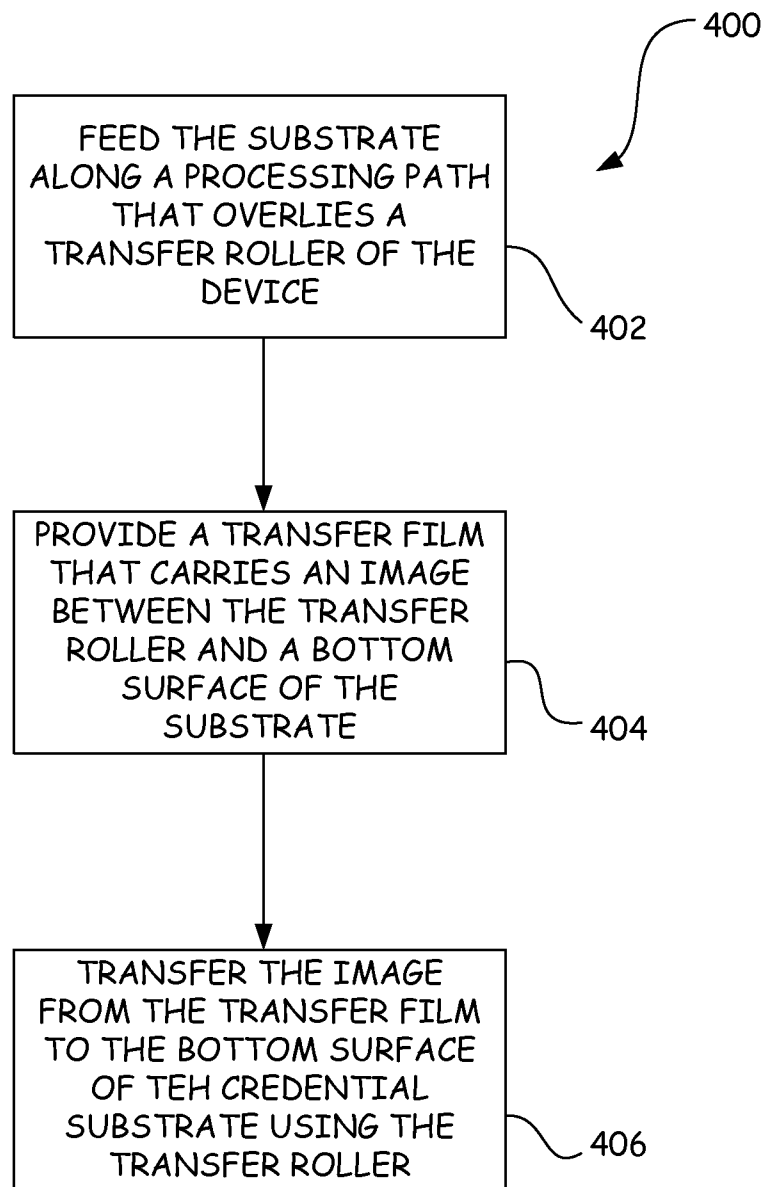 400
FEED THE SUBSTRATE
ALONG A PROCESSING PATH
THAT OVERLIES A
TRANSFER ROLLER OF THE
DEVICE
402
PROVIDE A TRANSFER FILM
THAT CARRIES AN IMAGE
BETWEEN THE TRANSFER
ROLLER AND A BOTTOM
SURFACE OF THE
SUBSTRATE
404
TRANSFER THE IMAGE
FROM THE TRANSFER FILM
TO THE BOTTOM SURFACE
OF TEH CREDENTIAL
SUBSTRATE USING THE
TRANSFER ROLLER
406